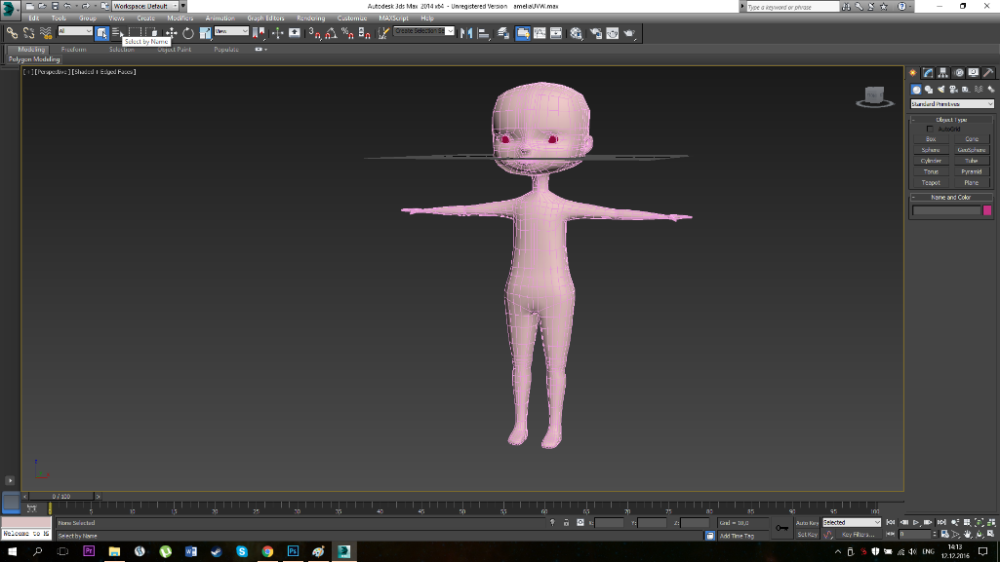 Workspace: Default
Autodesk 3ds Max 2014 x64 - Unregistered Version   ameliaUVW.max
Type a keyword or phrase
Edit Tools Group Views Create Modifiers Animation Graph Editors Rendering Customize MAXScript Help
All View Create Selection Se
Select by Name
Modeling Freeform Selection Object Paint Populate
Polygon Modeling
[+] [Perspective] [Shaded + Edged Faces]
Standard Primitives
Object Type
AutoGrid
Box Cone
Sphere GeoSphere
Cylinder Tube
Torus Pyramid
Teapot Plane
Name and Color
0 / 100
0 5 10 15 20 25 30 35 40 45 50 55 60 65 70 75 80 85 90 95 100
None Selected X: Y: Z: Grid = 10,0 Auto Key Selected
Welcome to M Select by Name Add Time Tag Set Key Key Filters... 0
ENG 14:13
12.12.2016